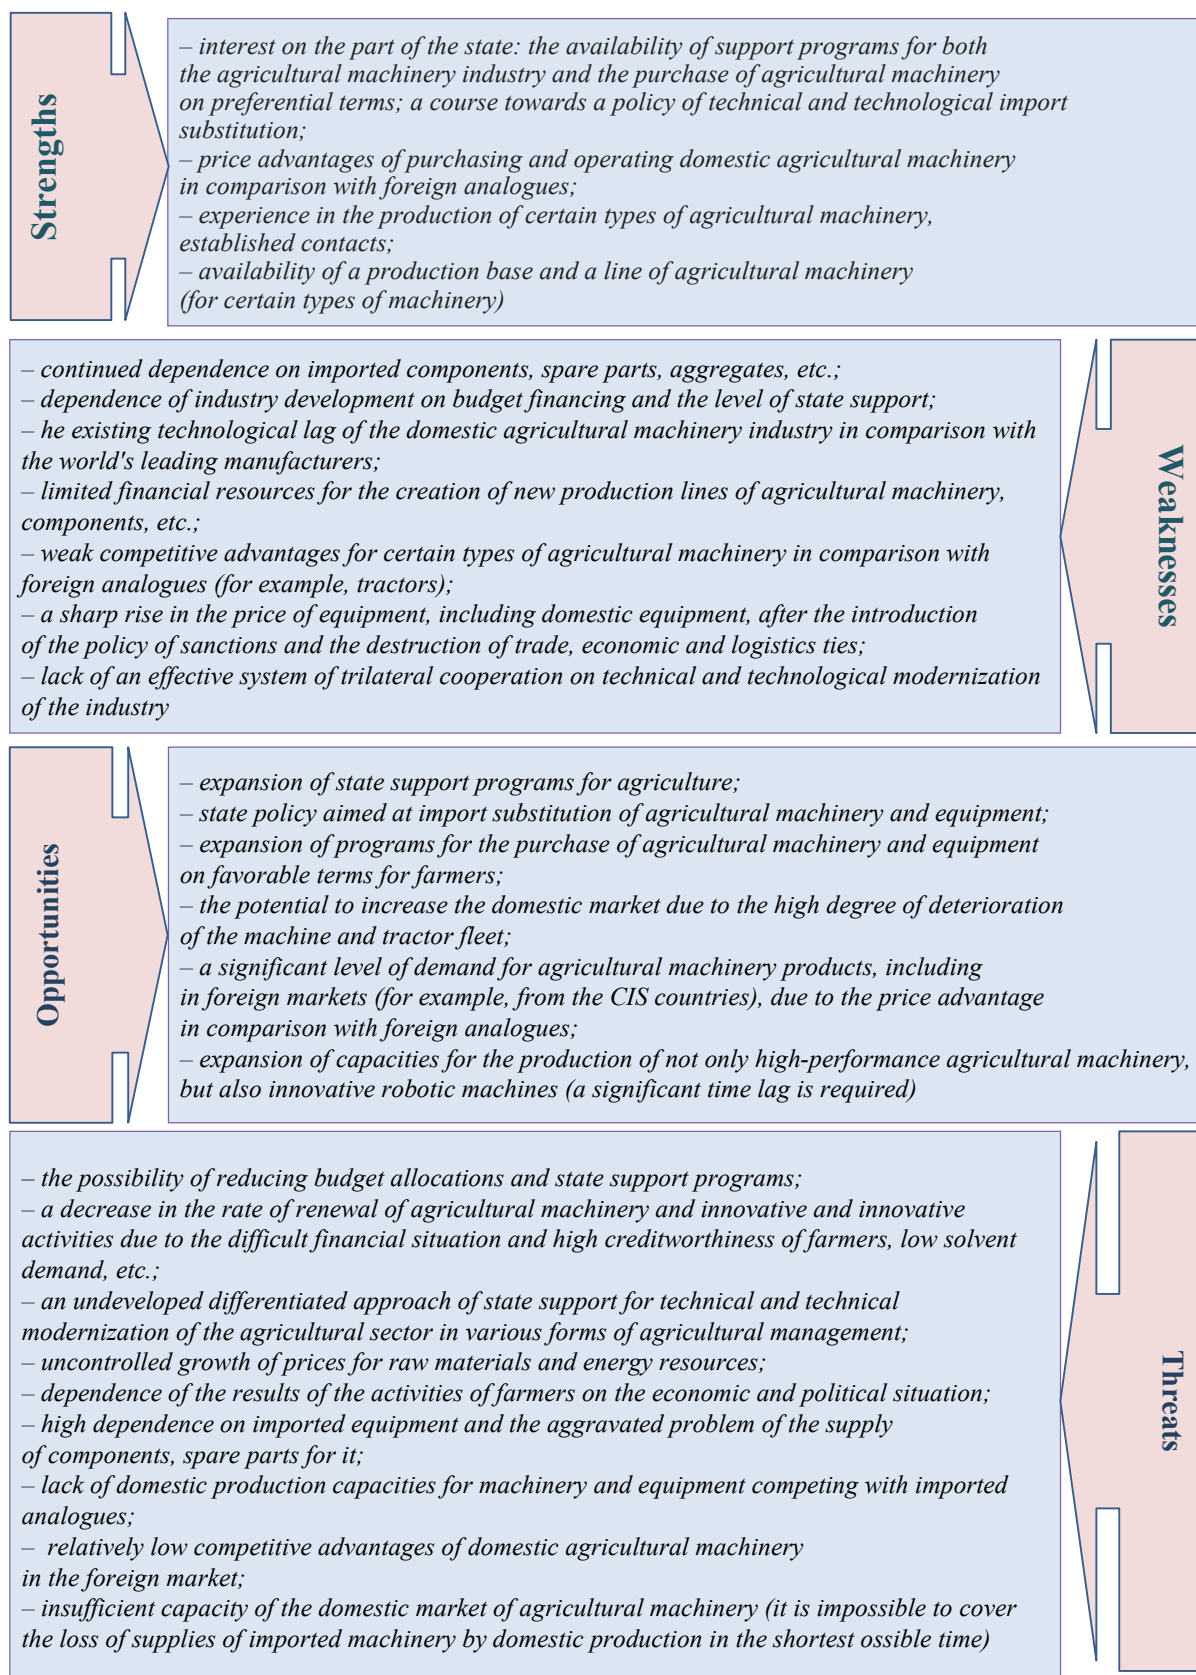 Strengths
– interest on the part of the state: the availability of support programs for both
the agricultural machinery industry and the purchase of agricultural machinery
on preferential terms; a course towards a policy of technical and technological import
substitution;
– price advantages of purchasing and operating domestic agricultural machinery
in comparison with foreign analogues;
– experience in the production of certain types of agricultural machinery,
established contacts;
– availability of a production base and a line of agricultural machinery
(for certain types of machinery)
– continued dependence on imported components, spare parts, aggregates, etc.;
– dependence of industry development on budget financing and the level of state support;
– he existing technological lag of the domestic agricultural machinery industry in comparison with
the world's leading manufacturers;
– limited financial resources for the creation of new production lines of agricultural machinery,
components, etc.;
– weak competitive advantages for certain types of agricultural machinery in comparison with
foreign analogues (for example, tractors);
– a sharp rise in the price of equipment, including domestic equipment, after the introduction
of the policy of sanctions and the destruction of trade, economic and logistics ties;
– lack of an effective system of trilateral cooperation on technical and technological modernization
of the industry
Weaknesses
Opportunities
– expansion of state support programs for agriculture;
– state policy aimed at import substitution of agricultural machinery and equipment;
– expansion of programs for the purchase of agricultural machinery and equipment
on favorable terms for farmers;
– the potential to increase the domestic market due to the high degree of deterioration
of the machine and tractor fleet;
– a significant level of demand for agricultural machinery products, including
in foreign markets (for example, from the CIS countries), due to the price advantage
in comparison with foreign analogues;
– expansion of capacities for the production of not only high-performance agricultural machinery,
but also innovative robotic machines (a significant time lag is required)
– the possibility of reducing budget allocations and state support programs;
– a decrease in the rate of renewal of agricultural machinery and innovative and innovative
activities due to the difficult financial situation and high creditworthiness of farmers, low solvent
demand, etc.;
– an undeveloped differentiated approach of state support for technical and technical
modernization of the agricultural sector in various forms of agricultural management;
– uncontrolled growth of prices for raw materials and energy resources;
– dependence of the results of the activities of farmers on the economic and political situation;
– high dependence on imported equipment and the aggravated problem of the supply
of components, spare parts for it;
– lack of domestic production capacities for machinery and equipment competing with imported
analogues;
– relatively low competitive advantages of domestic agricultural machinery
in the foreign market;
– insufficient capacity of the domestic market of agricultural machinery (it is impossible to cover
the loss of supplies of imported machinery by domestic production in the shortest ossible time)
Threats